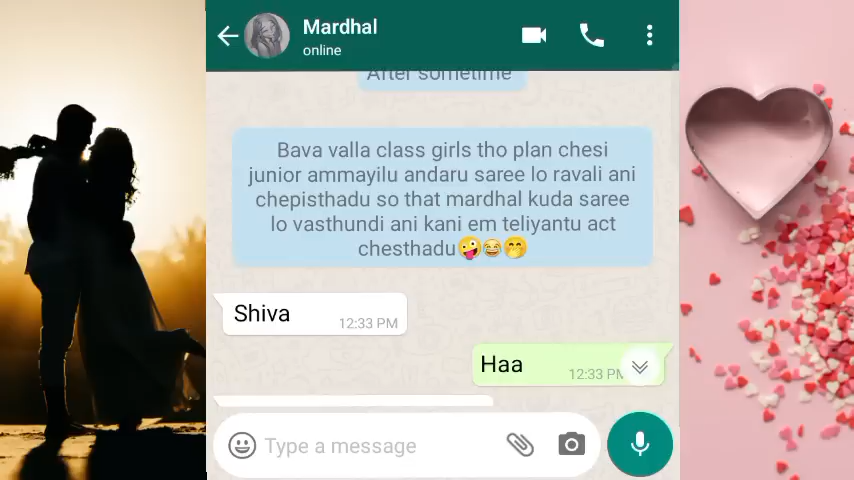 Mardhal
online
After sometime
Bava valla class girls tho plan chesi
junior ammayilu andaru saree lo ravali ani
chepisthadu so that mardhal kuda saree
lo vasthundi ani kani em teliyantu act
chesthadu🤪😂🤭
Shiva
12:33 PM
Haa
12:33 PM
Type a message